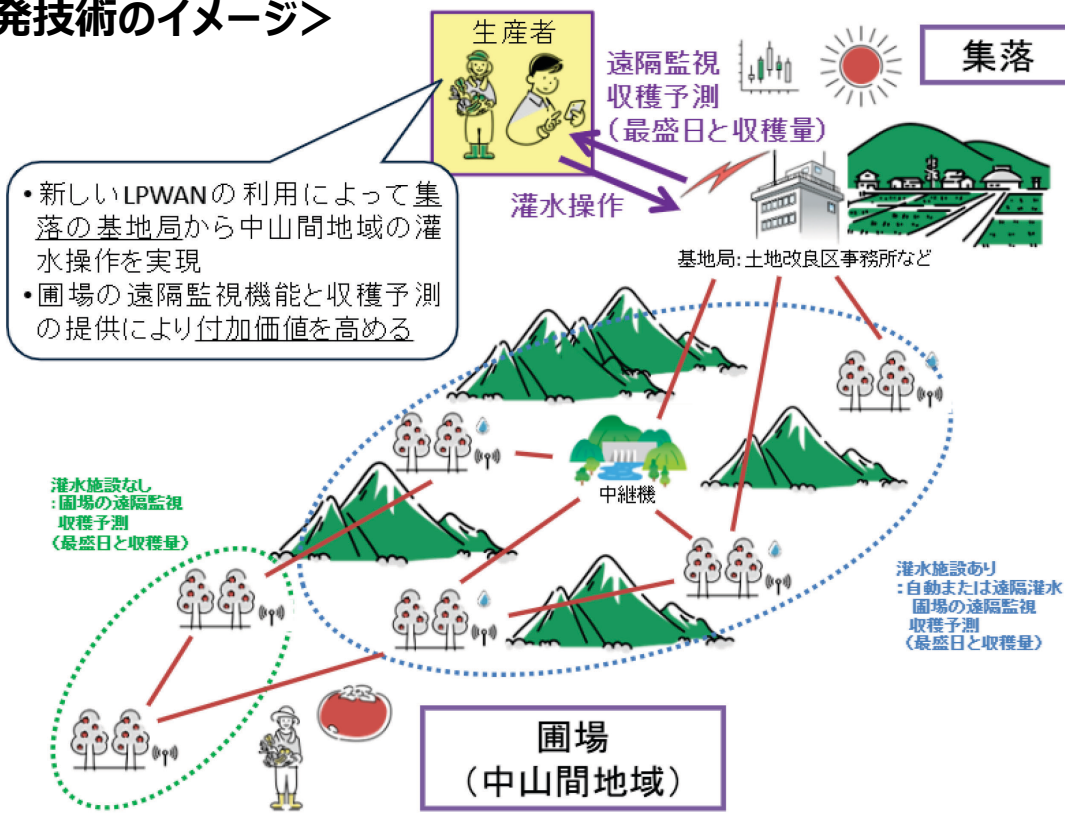 発技術のイメージ＞
生産者
遠隔監視
収穫予測
（最盛日と収穫量）
集落
灌水操作
• 新しいLPWANの利用によって集
落の基地局から中山間地域の灌
水操作を実現
• 圃場の遠隔監視機能と収穫予測
の提供により付加価値を高める
基地局：土地改良区事務所など
中継機
灌水施設なし
：圃場の遠隔監視
収穫予測
（最盛日と収穫量）
灌水施設あり
：自動または遠隔灌水
圃場の遠隔監視
収穫予測
（最盛日と収穫量）
圃場
（中山間地域）